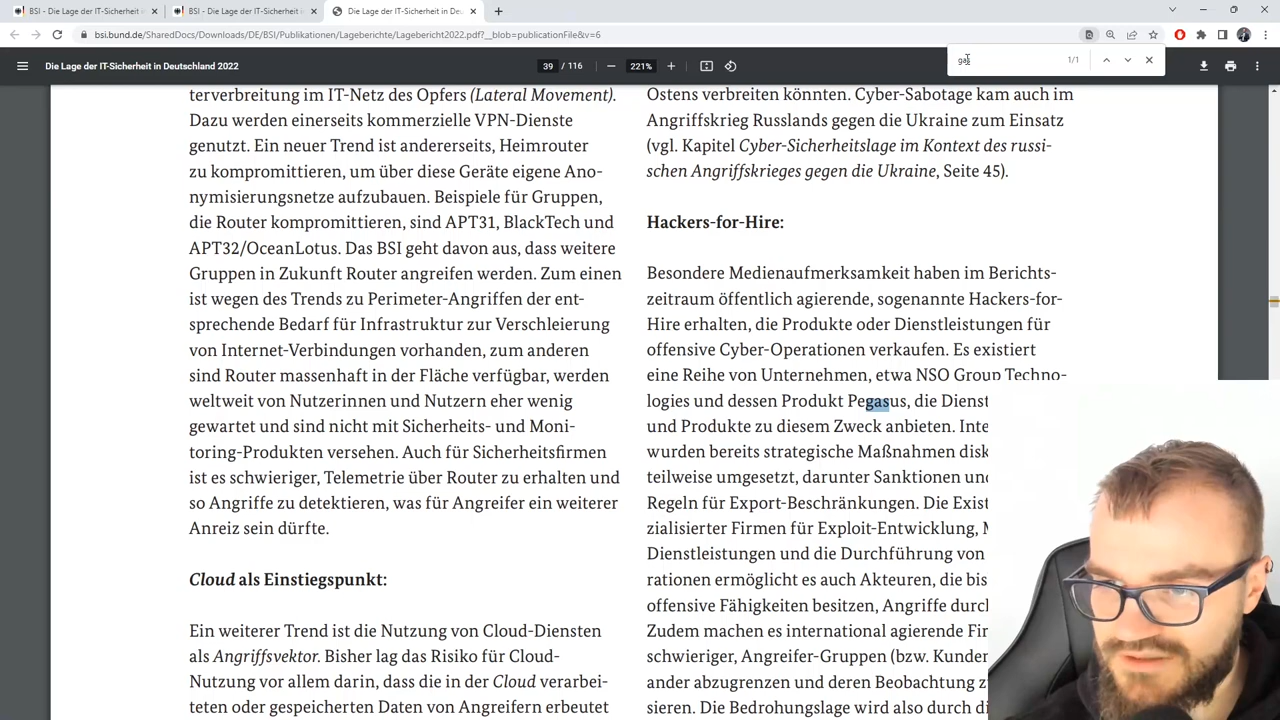 BSI - Die Lage der IT-Sicherheit in
BSI - Die Lage der IT-Sicherheit in
Die Lage der IT-Sicherheit in Deu
bsi.bund.de/SharedDocs/Downloads/DE/BSI/Publikationen/Lageberichte/Lagebericht2022.pdf?__blob=publicationFile&v=6
gas
1/1
Die Lage der IT-Sicherheit in Deutschland 2022
39 / 116
221%
terverbreitung im IT-Netz des Opfers (Lateral Movement).
Dazu werden einerseits kommerzielle VPN-Dienste
genutzt. Ein neuer Trend ist andererseits, Heimrouter
zu kompromittieren, um über diese Geräte eigene Ano-
nymisierungsnetze aufzubauen. Beispiele für Gruppen,
die Router kompromittieren, sind APT31, BlackTech und
APT32/OceanLotus. Das BSI geht davon aus, dass weitere
Gruppen in Zukunft Router angreifen werden. Zum einen
ist wegen des Trends zu Perimeter-Angriffen der ent-
sprechende Bedarf für Infrastruktur zur Verschleierung
von Internet-Verbindungen vorhanden, zum anderen
sind Router massenhaft in der Fläche verfügbar, werden
weltweit von Nutzerinnen und Nutzern eher wenig
gewartet und sind nicht mit Sicherheits- und Moni-
toring-Produkten versehen. Auch für Sicherheitsfirmen
ist es schwieriger, Telemetrie über Router zu erhalten und
so Angriffe zu detektieren, was für Angreifer ein weiterer
Anreiz sein dürfte.
Cloud als Einstiegspunkt:
Ein weiterer Trend ist die Nutzung von Cloud-Diensten
als Angriffsvektor. Bisher lag das Risiko für Cloud-
Nutzung vor allem darin, dass die in der Cloud verarbei-
teten oder gespeicherten Daten von Angreifern erbeutet
Ostens verbreiten könnten. Cyber-Sabotage kam auch im
Angriffskrieg Russlands gegen die Ukraine zum Einsatz
(vgl. Kapitel Cyber-Sicherheitslage im Kontext des russi-
schen Angriffskrieges gegen die Ukraine, Seite 45).
Hackers-for-Hire:
Besondere Medienaufmerksamkeit haben im Berichts-
zeitraum öffentlich agierende, sogenannte Hackers-for-
Hire erhalten, die Produkte oder Dienstleistungen für
offensive Cyber-Operationen verkaufen. Es existiert
eine Reihe von Unternehmen, etwa NSO Group Techno-
logies und dessen Produkt Pegasus, die Dienst
und Produkte zu diesem Zweck anbieten. Inte
wurden bereits strategische Maßnahmen disk
teilweise umgesetzt, darunter Sanktionen und
Regeln für Export-Beschränkungen. Die Exist
zialisierter Firmen für Exploit-Entwicklung,
Dienstleistungen und die Durchführung von
rationen ermöglicht es auch Akteuren, die bis
offensive Fähigkeiten besitzen, Angriffe durch
Zudem machen es international agierende Fir
schwieriger, Angreifer-Gruppen (bzw. Kunden
ander abzugrenzen und deren Beobachtung z
sieren. Die Bedrohungslage wird also durch di